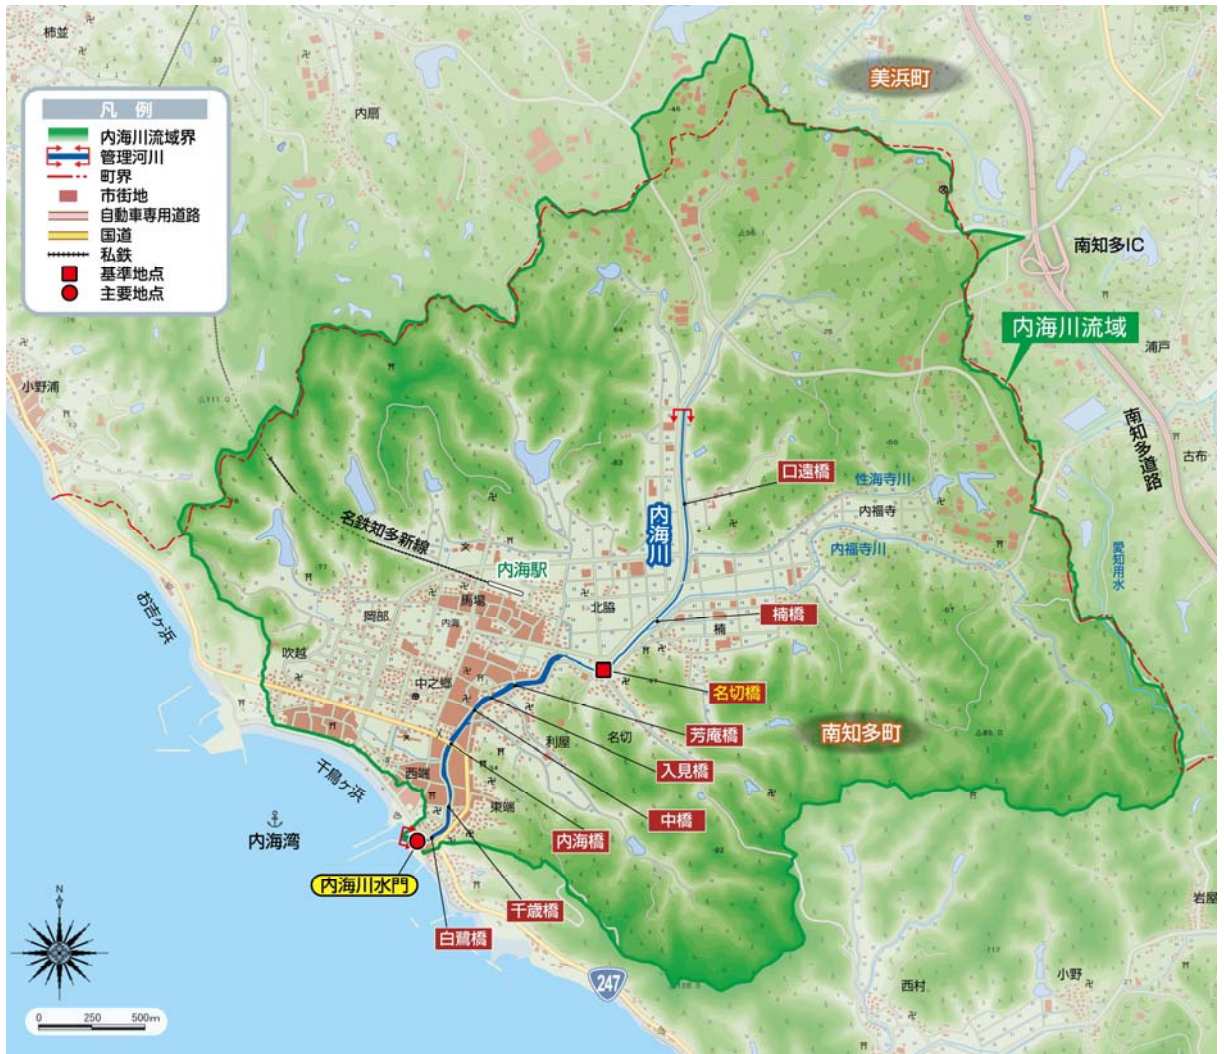 柿並
内扇
美浜町
凡 例
内海川流域界
管理河川
町界
市街地
自動車専用道路
国道
私鉄
基準地点
主要地点
南知多IC
内海川流域
浦戸
小野浦
南知多道路
古布
口遠橋
性海寺川
内福寺
内海川
名鉄知多新線
内福寺川
愛知用水
内海駅
馬場
北脇
お吉ヶ浜
岡部
内海
楠橋
楠
吹越
中之郷
名切橋
南知多町
芳庵橋
利屋
名切
入見橋
千鳥ヶ浜
西端
東端
中橋
内海湾
内海橋
内海川水門
千歳橋
白鷺橋
岩屋
N
247
小野
西村
0 250 500m